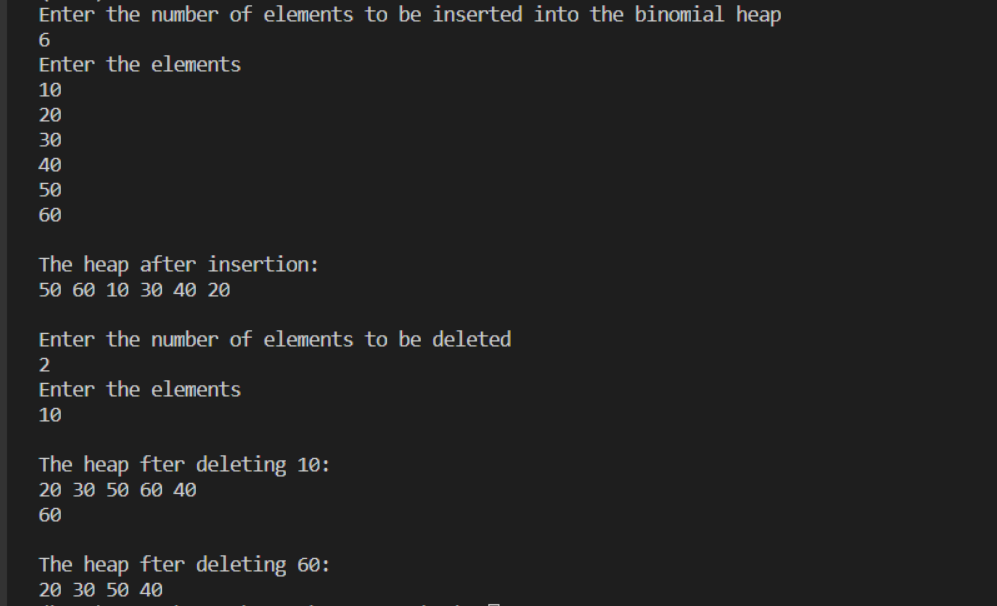 Enter the number of elements to be inserted into the binomial heap
6
Enter the elements
10
20
30
40
50
60
The heap after insertion:
50 60 10 30 40 20
Enter the number of elements to be deleted
2
Enter the elements
10
The heap fter deleting 10:
20 30 50 60 40
60
The heap fter deleting 60:
20 30 50 40